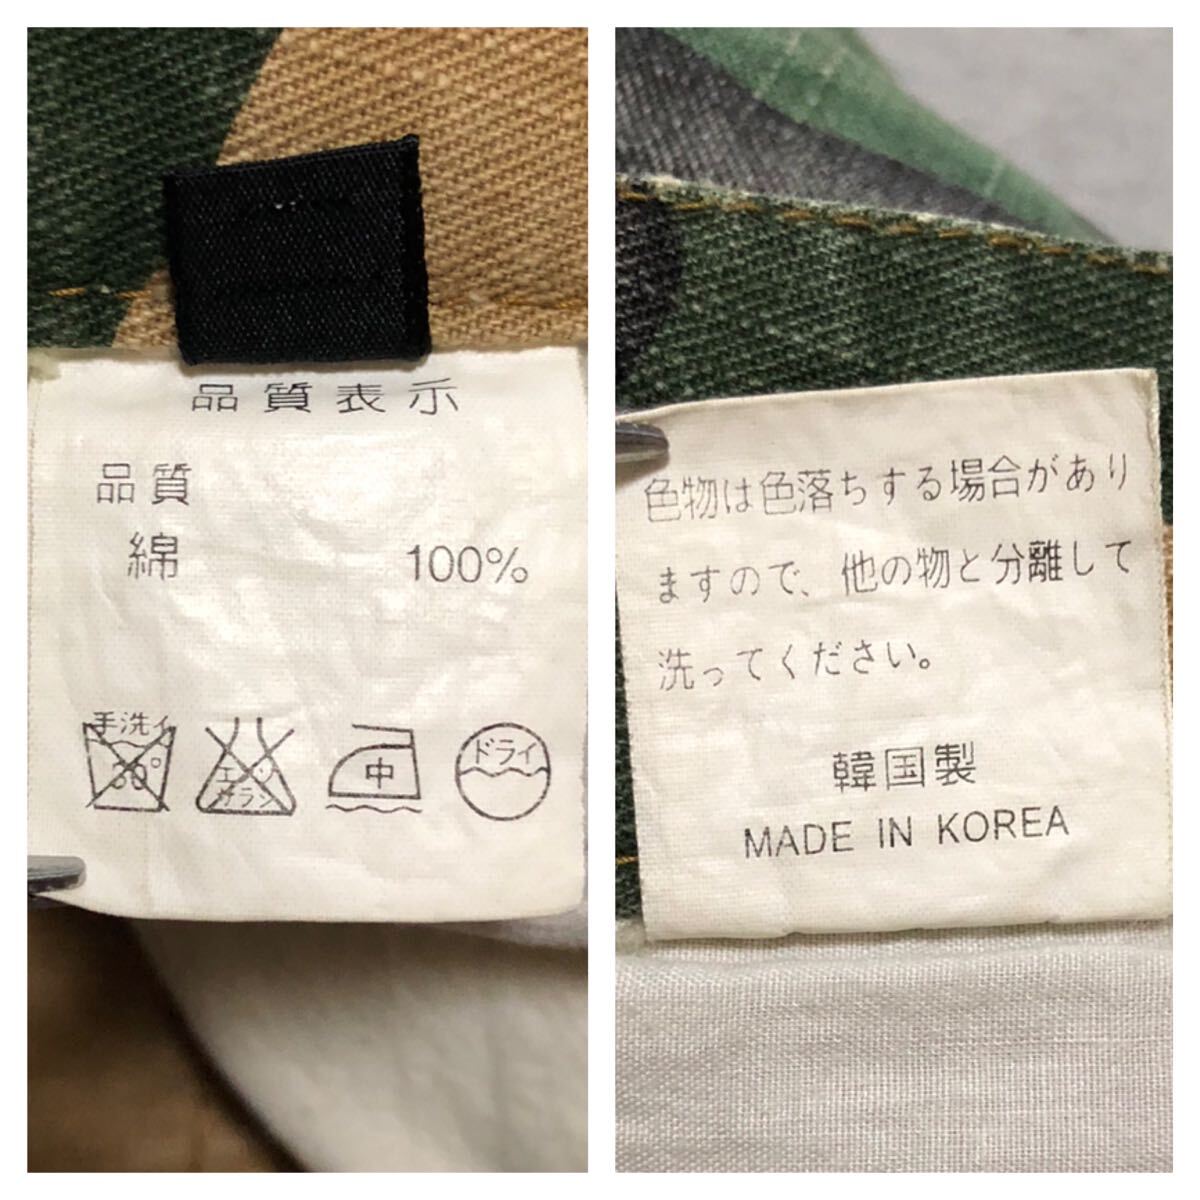 品質表示
品質
綿 100%
手洗イ
30°
エンソ
サラシ
中
ドライ
色物は色落ちする場合があり
ますので、他の物と分離して
洗ってください。
韓国製
MADE IN KOREA